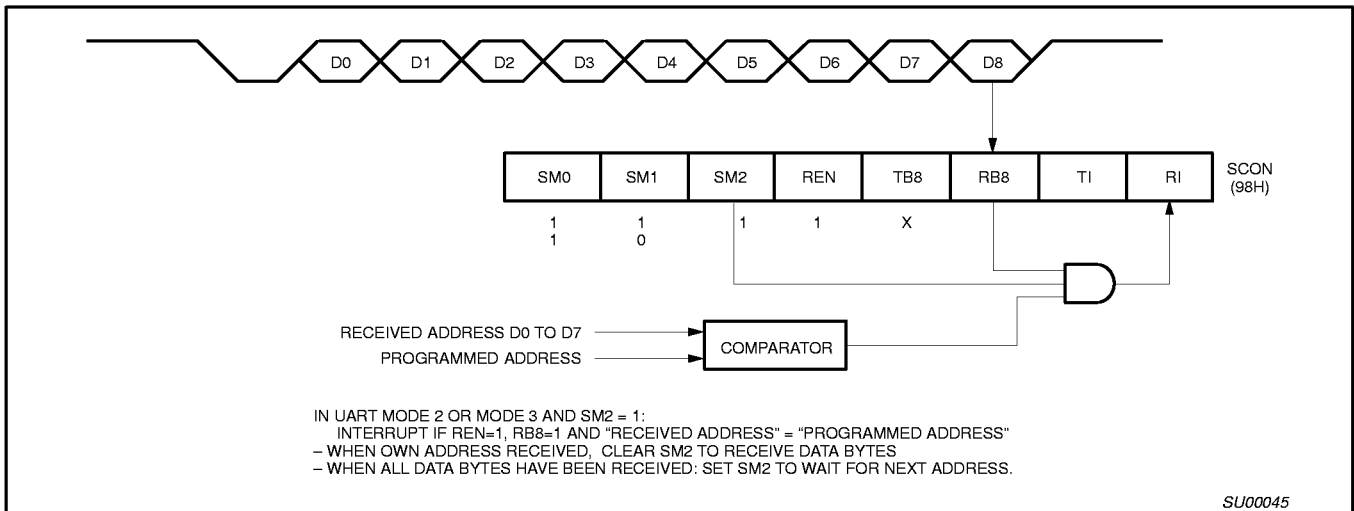 D0 D1 D2 D3 D4 D5 D6 D7 D8
SM0 SM1 SM2 REN TB8 RB8 TI RI
SCON
(98H)
1 1 1 1 X
1 0
RECEIVED ADDRESS D0 TO D7
PROGRAMMED ADDRESS
COMPARATOR
IN UART MODE 2 OR MODE 3 AND SM2 = 1:
INTERRUPT IF REN=1, RB8=1 AND “RECEIVED ADDRESS” = “PROGRAMMED ADDRESS”
– WHEN OWN ADDRESS RECEIVED, CLEAR SM2 TO RECEIVE DATA BYTES
– WHEN ALL DATA BYTES HAVE BEEN RECEIVED: SET SM2 TO WAIT FOR NEXT ADDRESS.
SU00045